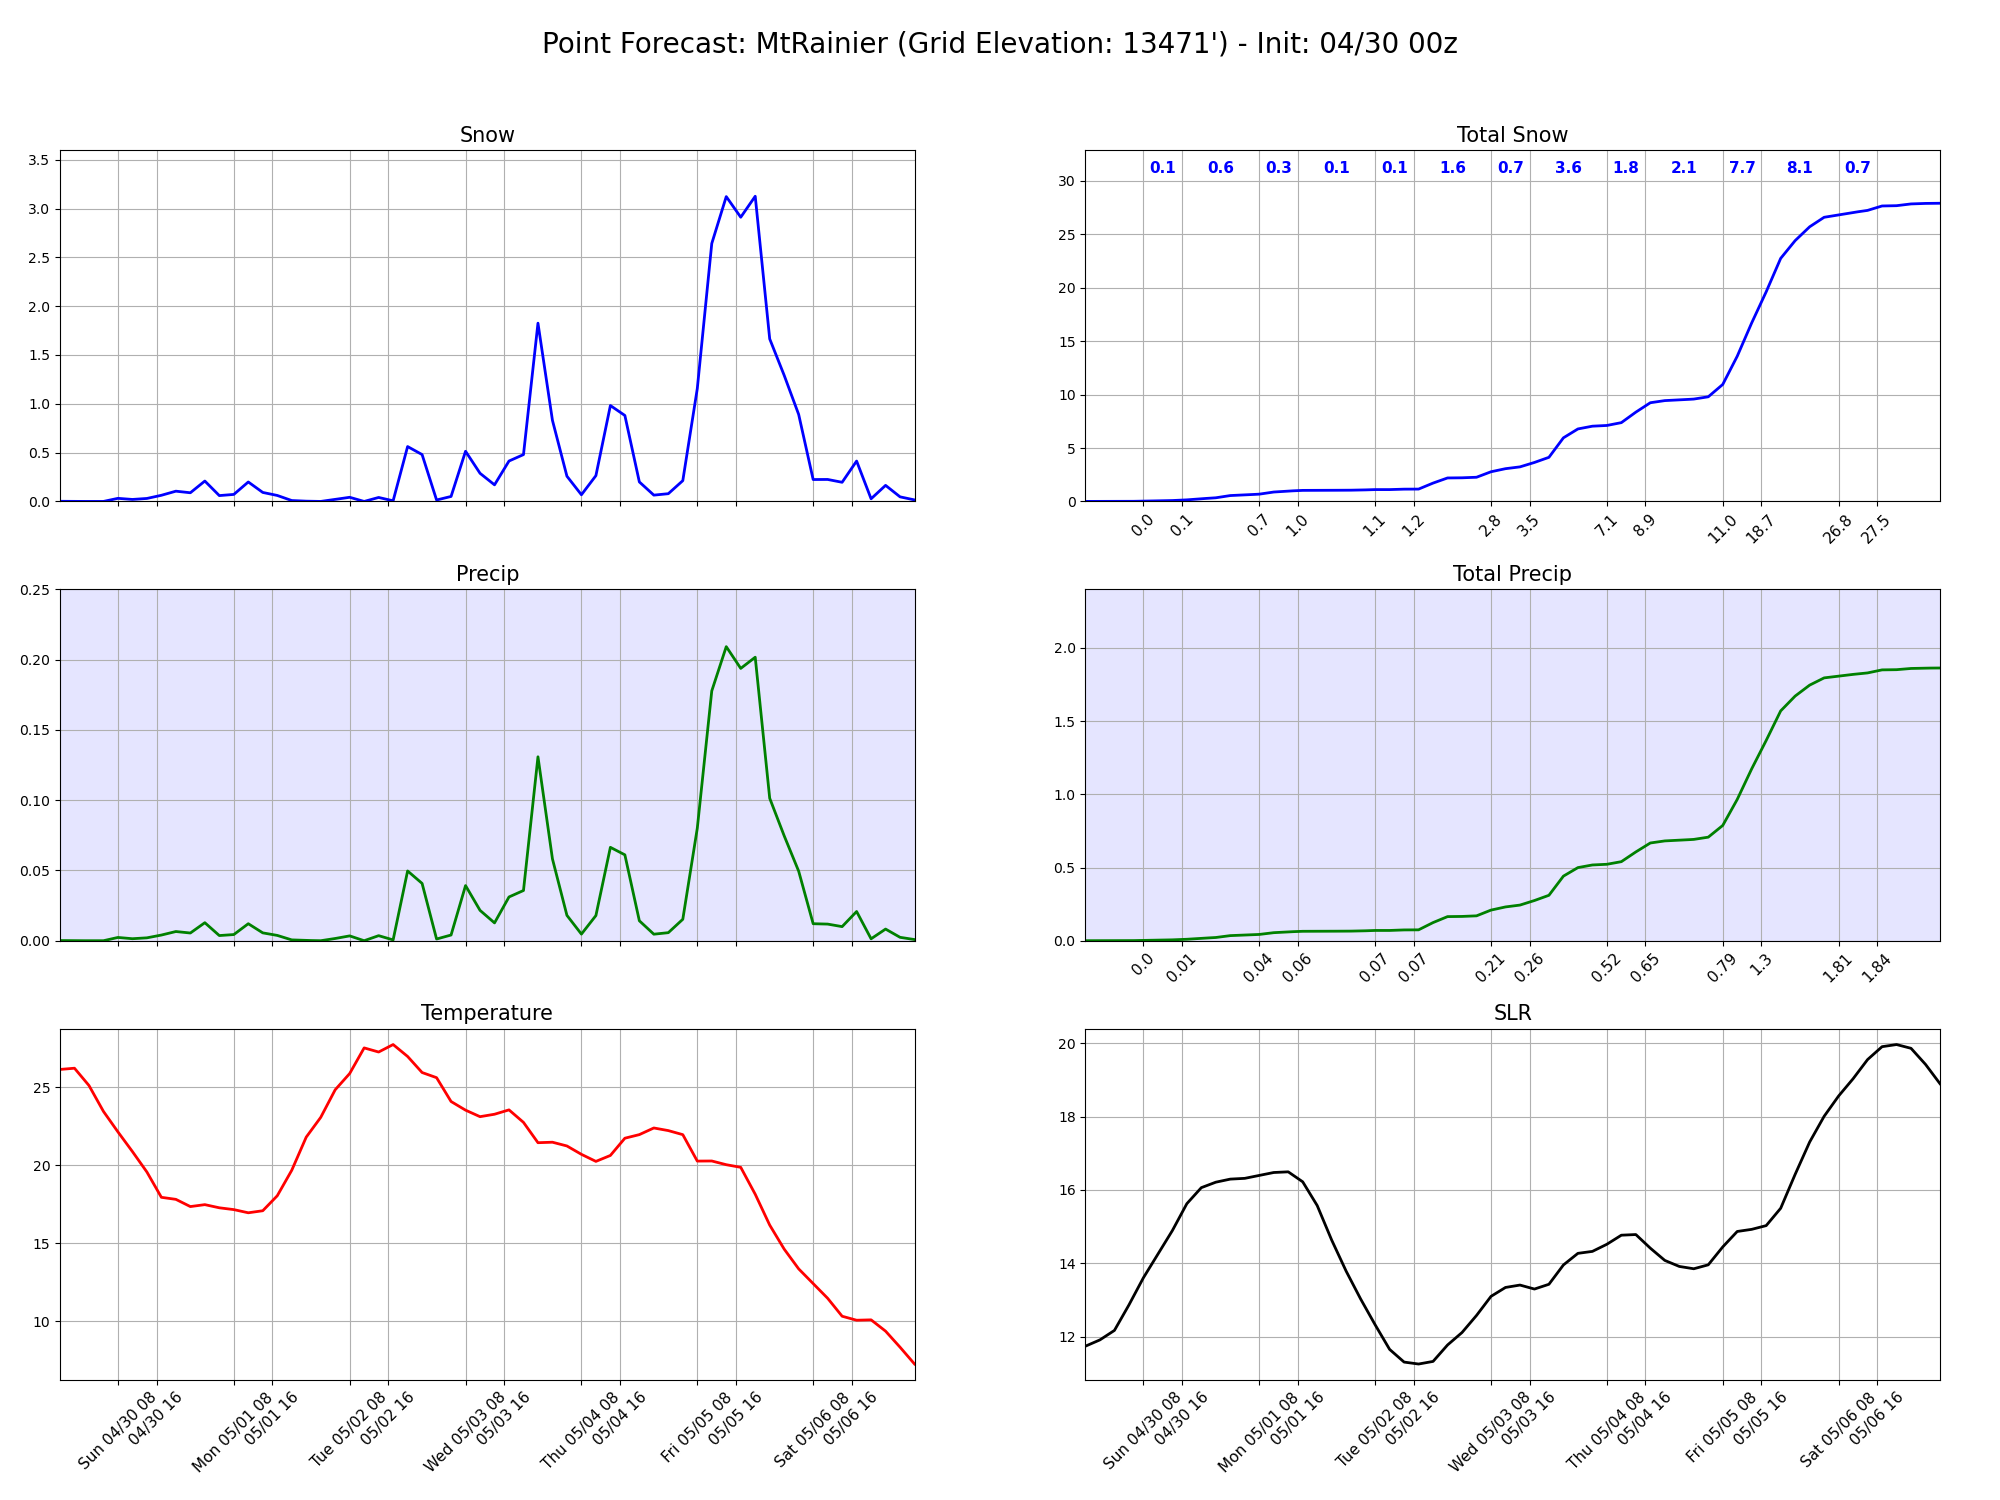 Point Forecast: MtRainier (Grid Elevation: 13471') - Init: 04/30 00z
Snow
3.5
3.0
2.5
2.0
1.5
1.0
0.5
0.0
Total Snow
0.1 0.6 0.3 0.1 0.1 1.6 0.7 3.6 1.8 2.1 7.7 8.1 0.7
30
25
20
15
10
5
0
0.0 0.1 0.7 1.0 1.1 1.2 2.8 3.5 7.1 8.9 11.0 18.7 26.8 27.5
Precip
0.25
0.20
0.15
0.10
0.05
0.00
Total Precip
2.0
1.5
1.0
0.5
0.0
0.0 0.01 0.04 0.06 0.07 0.07 0.21 0.26 0.52 0.65 0.79 1.3 1.81 1.84
Temperature
25
20
15
10
Sun 04/30 08
04/30 16
Mon 05/01 08
05/01 16
Tue 05/02 08
05/02 16
Wed 05/03 08
05/03 16
Thu 05/04 08
05/04 16
Fri 05/05 08
05/05 16
Sat 05/06 08
05/06 16
SLR
20
18
16
14
12
Sun 04/30 08
04/30 16
Mon 05/01 08
05/01 16
Tue 05/02 08
05/02 16
Wed 05/03 08
05/03 16
Thu 05/04 08
05/04 16
Fri 05/05 08
05/05 16
Sat 05/06 08
05/06 16